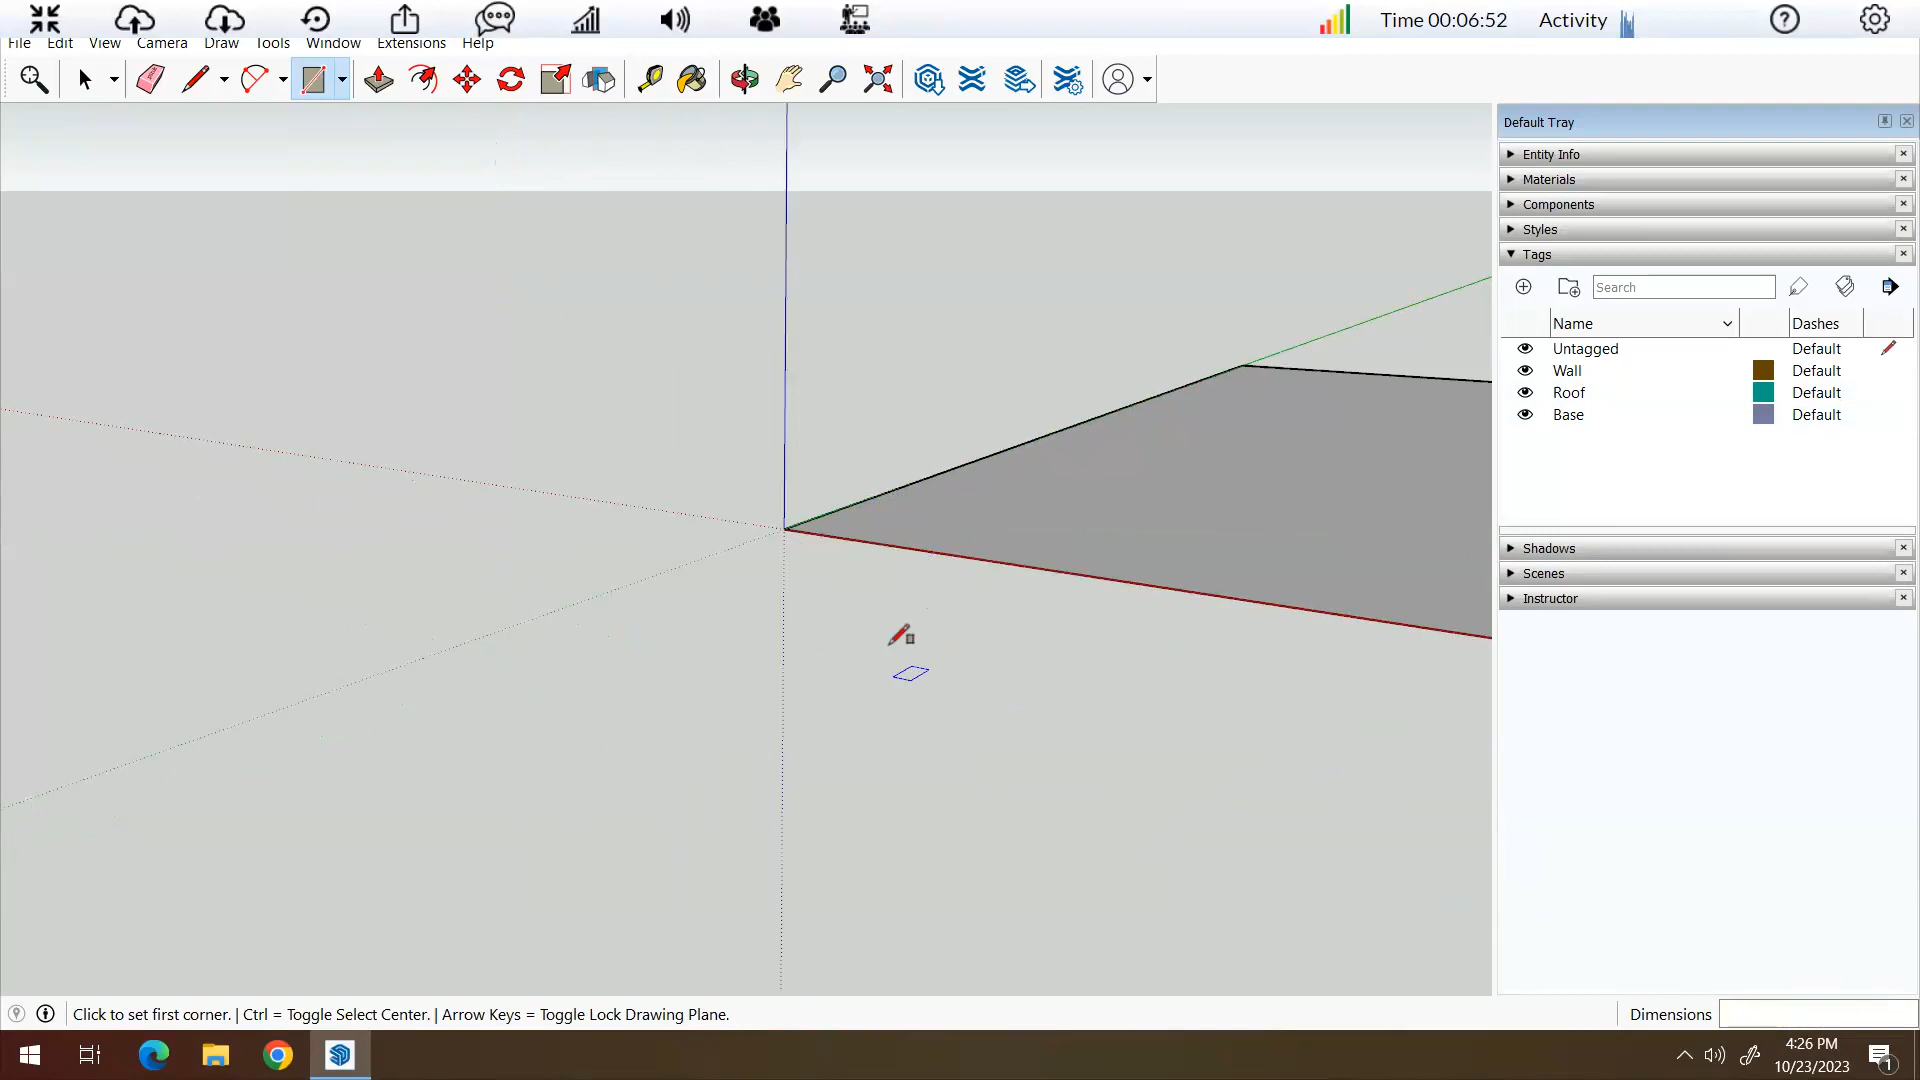 Time 00:06:52 Activity
File Edit View Camera Draw Tools Window Extensions Help
Default Tray
Entity Info
Materials
Components
Styles
Tags
Search
Name Dashes
Untagged Default
Wall Default
Roof Default
Base Default
Shadows
Scenes
Instructor
Click to set first corner. | Ctrl = Toggle Select Center. | Arrow Keys = Toggle Lock Drawing Plane.
Dimensions
4:26 PM
10/23/2023
1